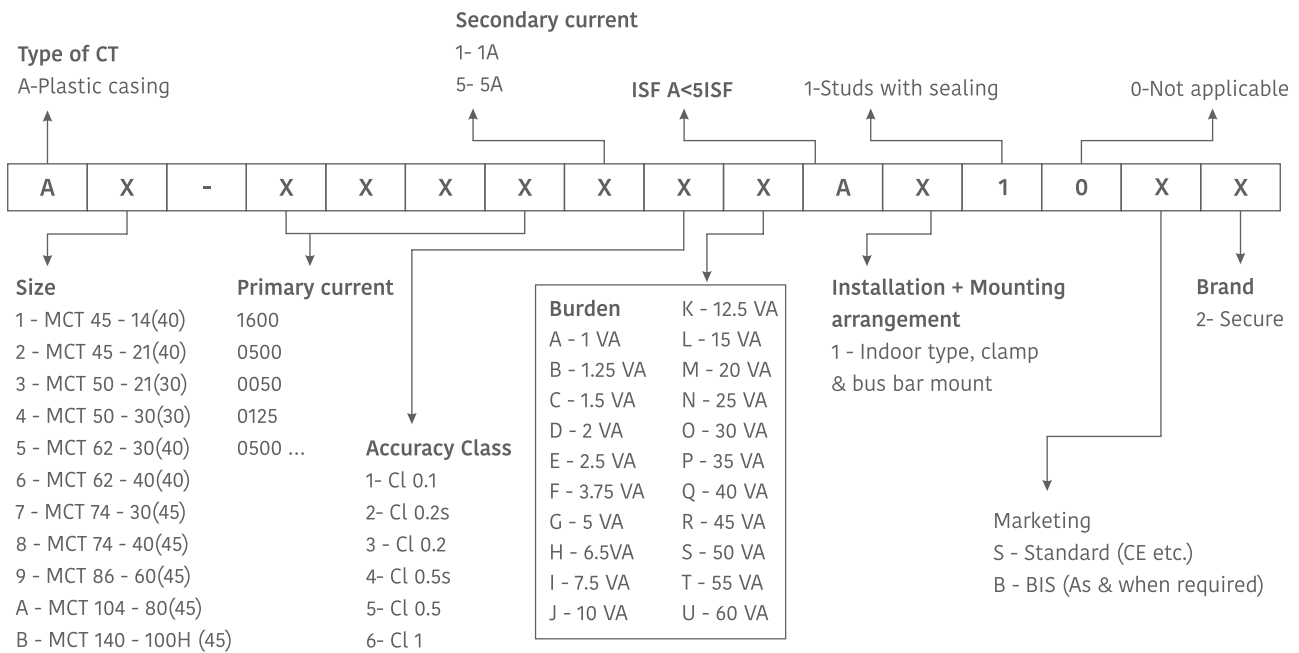 Secondary current
1- 1A
5- 5A
Type of CT
A-Plastic casing
ISF A<5ISF
1-Studs with sealing
0-Not applicable
A X - X X X X X X X A X 1 0 X X
Size
1 - MCT 45 - 14(40)
2 - MCT 45 - 21(40)
3 - MCT 50 - 21(30)
4 - MCT 50 - 30(30)
5 - MCT 62 - 30(40)
6 - MCT 62 - 40(40)
7 - MCT 74 - 30(45)
8 - MCT 74 - 40(45)
9 - MCT 86 - 60(45)
A - MCT 104 - 80(45)
B - MCT 140 - 100H (45)
Primary current
1600
0500
0050
0125
0500 ...
Accuracy Class
1- Cl 0.1
2- Cl 0.2s
3 - Cl 0.2
4- Cl 0.5s
5- Cl 0.5
6- Cl 1
Burden
A - 1 VA
B - 1.25 VA
C - 1.5 VA
D - 2 VA
E - 2.5 VA
F - 3.75 VA
G - 5 VA
H - 6.5VA
I - 7.5 VA
J - 10 VA
K - 12.5 VA
L - 15 VA
M - 20 VA
N - 25 VA
O - 30 VA
P - 35 VA
Q - 40 VA
R - 45 VA
S - 50 VA
T - 55 VA
U - 60 VA
Installation + Mounting
arrangement
1 - Indoor type, clamp
& bus bar mount
Marketing
S - Standard (CE etc.)
B - BIS (As & when required)
Brand
2- Secure